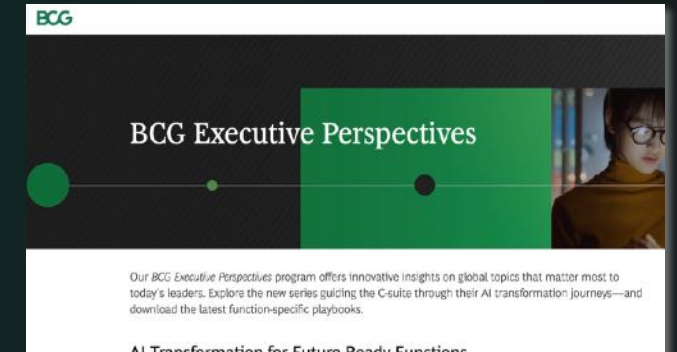 BCG
BCG Executive Perspectives
Our BCG Executive Perspectives program offers innovative insights on global topics that matter most to
today's leaders. Explore the new series guiding the C-suite through their AI transformation journeys—and
download the latest function-specific playbooks.
AI Transformation for Future Ready Functions